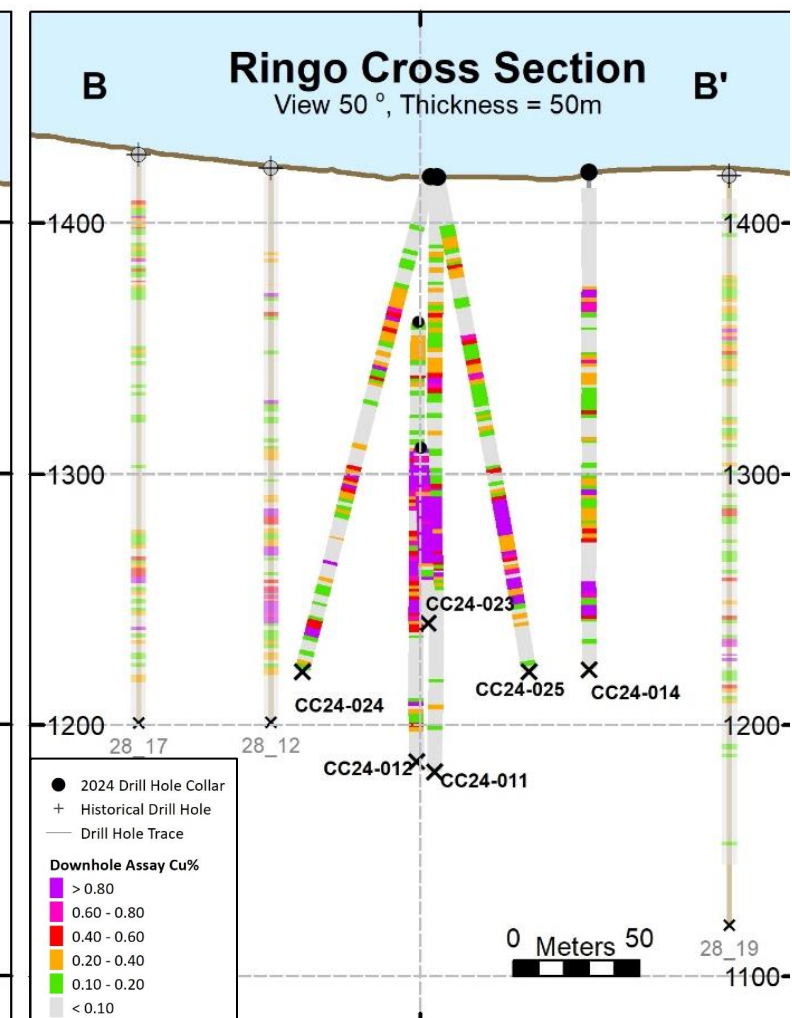 Ringo Cross Section
B
B'
View 50 °, Thickness = 50m
1400
1400
1300
1300
CC24-023
CC24-025
CC24-014
CC24-024
1200
1200
28_17
28_12
CC24-012
CC24-011
2024 Drill Hole Collar
Historical Drill Hole
Drill Hole Trace
Downhole Assay Cu%
> 0.80
0.60 - 0.80
0.40 - 0.60
0.20 - 0.40
0.10 - 0.20
< 0.10
0 Meters 50
28_19
1100